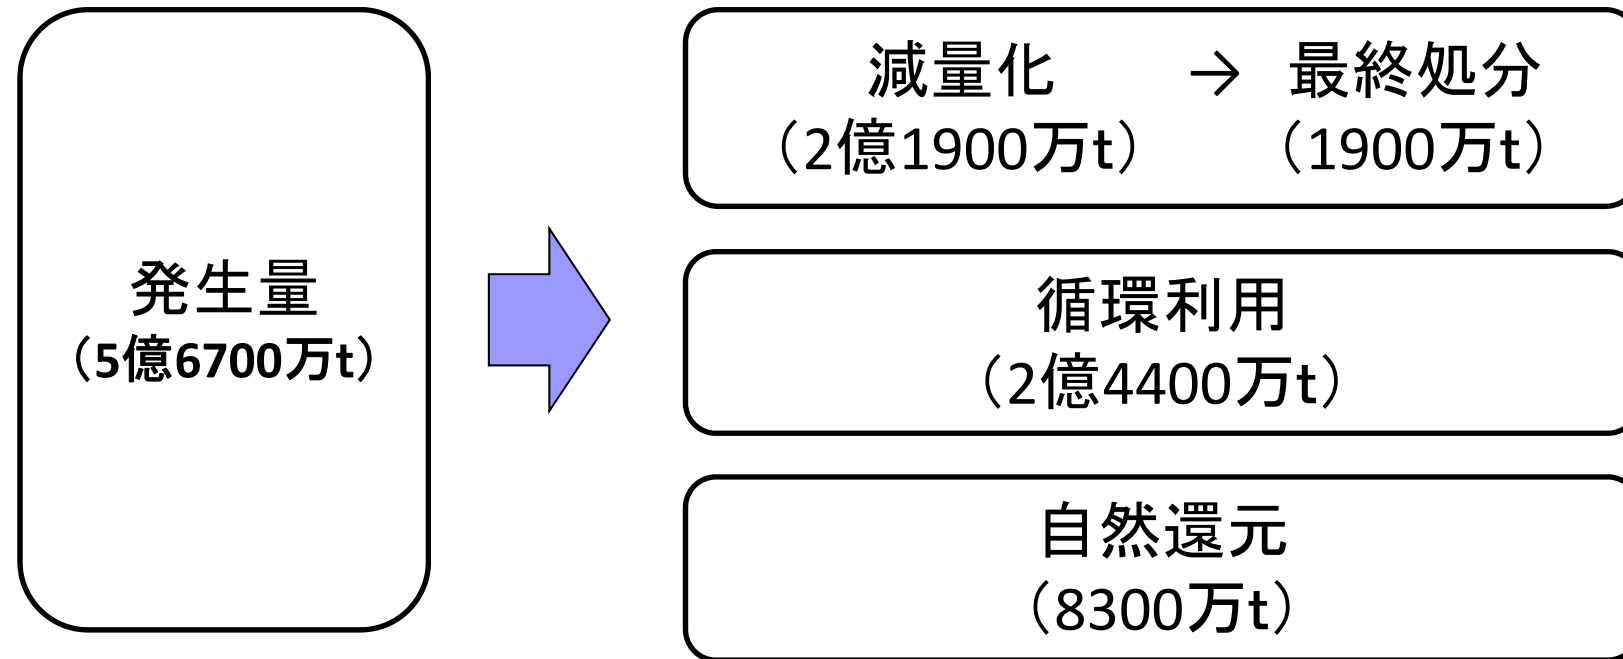 発生量
（5億6700万t）
減量化 → 最終処分
（2億1900万t） （1900万t）
循環利用
（2億4400万t）
自然還元
（8300万t）